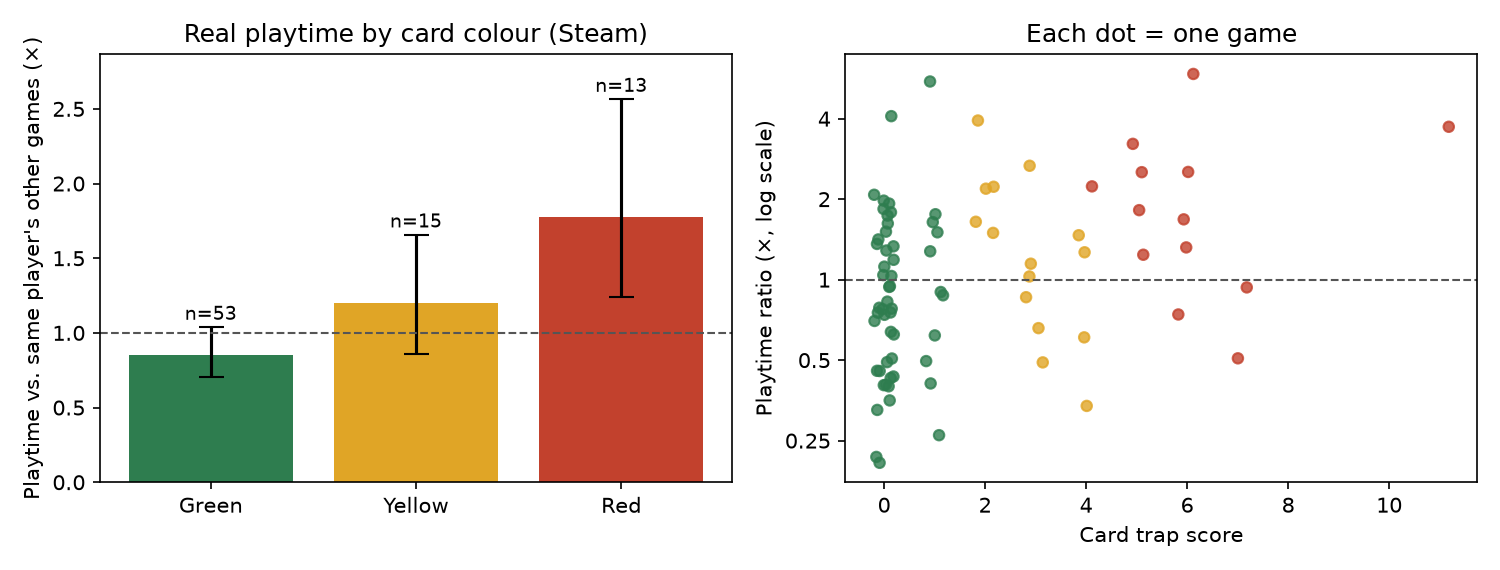 Real playtime by card colour (Steam)
Playtime vs. same player's other games (×)
2.5
2.0
1.5
1.0
0.5
0.0
n=53
n=15
n=13
Green
Yellow
Red
Each dot = one game
Playtime ratio (×, log scale)
4
2
1
0.5
0.25
0
2
4
6
8
10
Card trap score